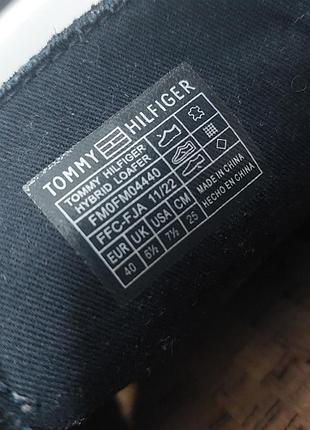 TOMMY HILFIGER
TOMMY HILFIGER
HYBRID LOAFER
FM0FM04440
FFC-FJA 11/22
EUR UK USA CM
40 6½ 7½ 25
MADE IN CHINA
HECHO EN CHINA